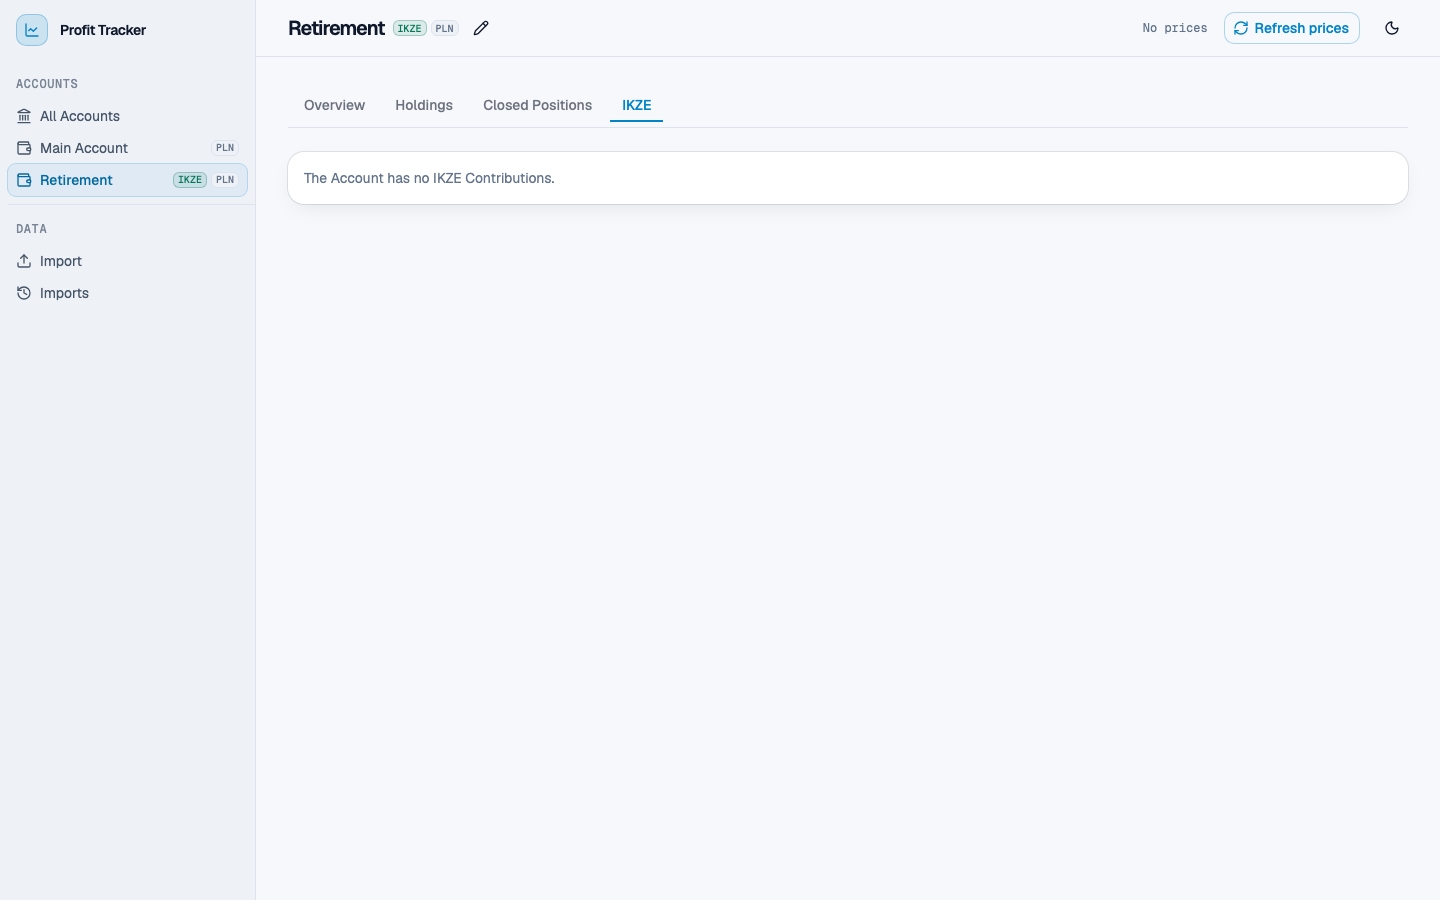 Profit Tracker
ACCOUNTS
All Accounts
Main Account PLN
Retirement IKZE PLN
DATA
Import
Imports
Retirement IKZE PLN
No prices Refresh prices
Overview Holdings Closed Positions IKZE
The Account has no IKZE Contributions.